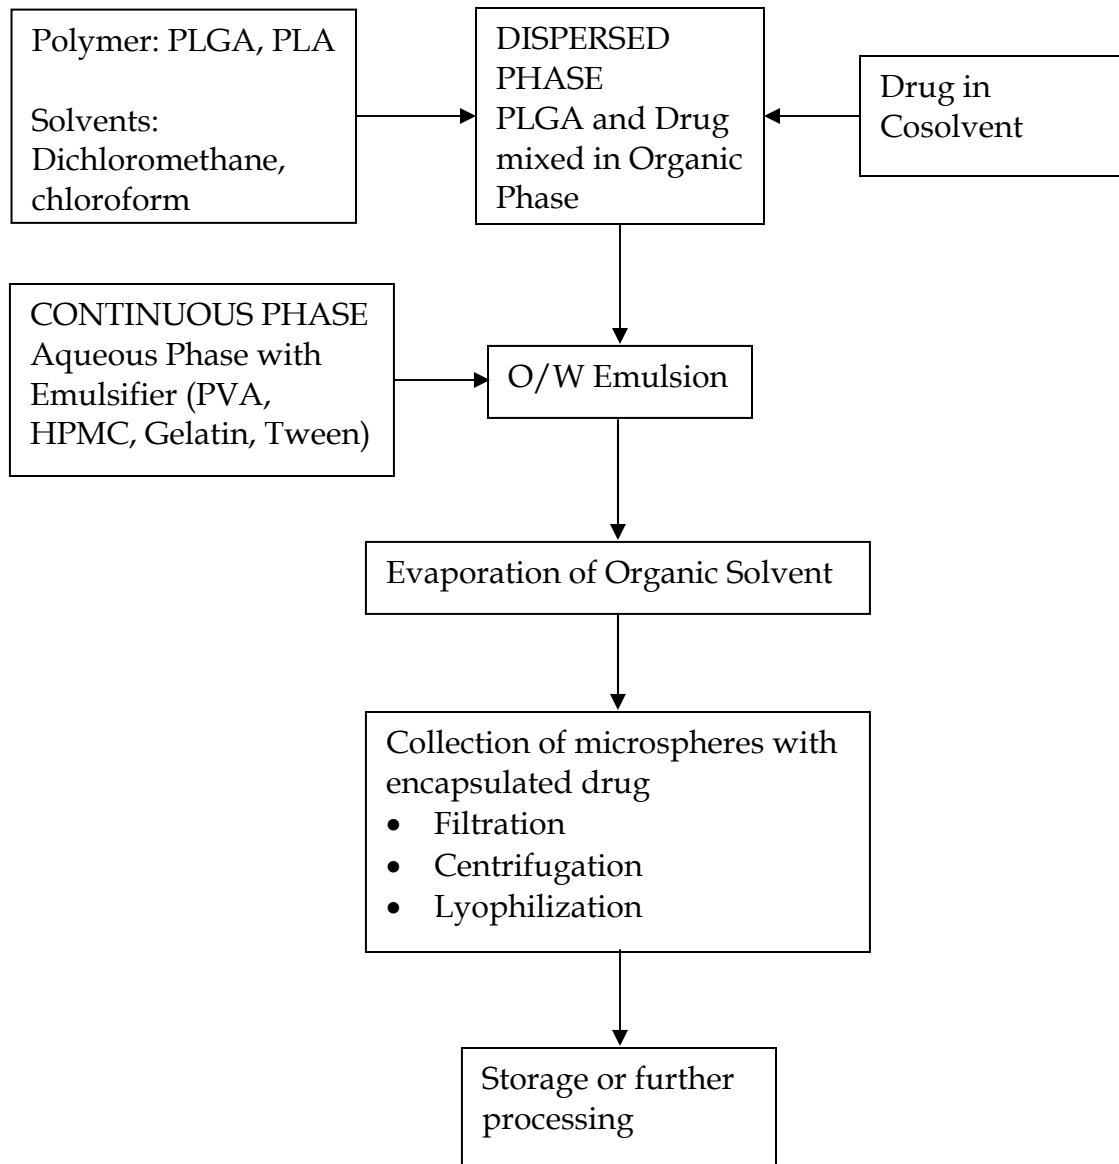 Polymer: PLGA, PLA
Solvents:
Dichloromethane,
chloroform
DISPERSED
PHASE
PLGA and Drug
mixed in Organic
Phase
Drug in
Cosolvent
CONTINUOUS PHASE
Aqueous Phase with
Emulsifier (PVA,
HPMC, Gelatin, Tween)
O/W Emulsion
Evaporation of Organic Solvent
Collection of microspheres with
encapsulated drug
• Filtration
• Centrifugation
• Lyophilization
Storage or further
processing